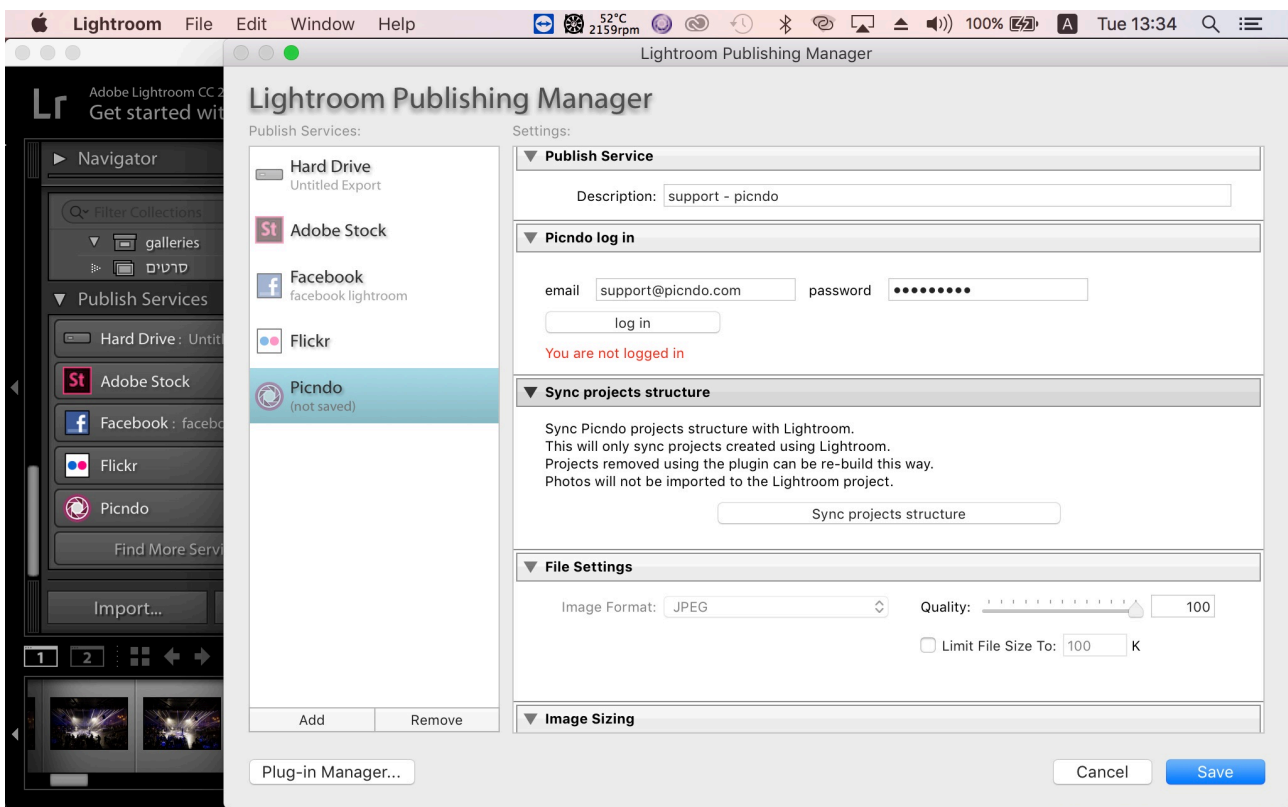 Lightroom File Edit Window Help 52°C 2159rpm 100% A Tue 13:34
Lightroom Publishing Manager
Lr Adobe Lightroom CC 2
Get started wit
Navigator
Filter Collections
galleries
סרטים
Publish Services
Hard Drive : Untitl
St Adobe Stock
f Facebook : facebo
Flickr
Picndo
Find More Servi
Import...
1 2
Lightroom Publishing Manager
Publish Services:
Hard Drive
Untitled Export
St Adobe Stock
f Facebook
facebook lightroom
Flickr
Picndo
(not saved)
Add Remove
Plug-in Manager...
Settings:
Publish Service
Description: support - picndo
Picndo log in
email support@picndo.com password •••••••••
log in
You are not logged in
Sync projects structure
Sync Picndo projects structure with Lightroom.
This will only sync projects created using Lightroom.
Projects removed using the plugin can be re-build this way.
Photos will not be imported to the Lightroom project.
Sync projects structure
File Settings
Image Format: JPEG Quality: 100
Limit File Size To: 100 K
Image Sizing
Cancel Save